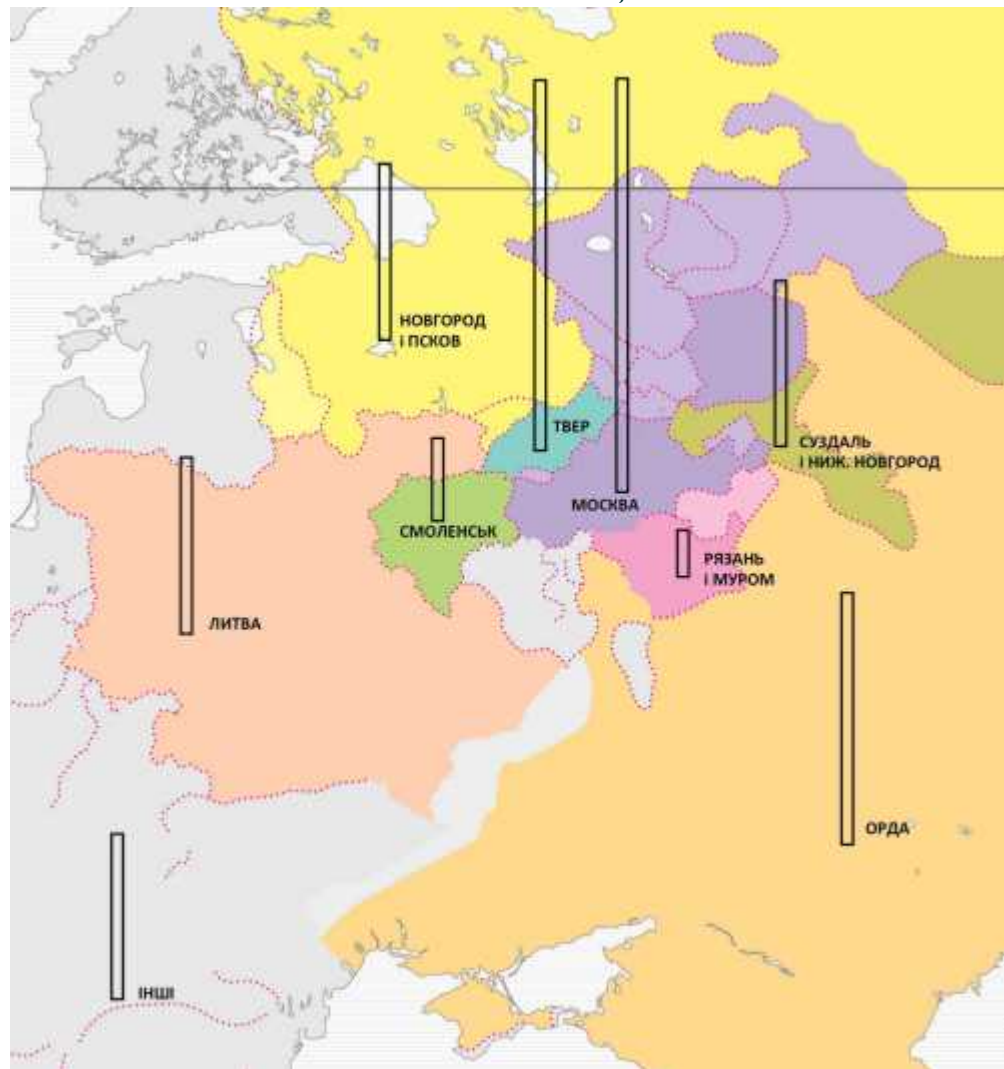 НОВГОРОД
і ПСКОВ
ТВЕР
СУЗДАЛЬ
і НИЖ. НОВГОРОД
МОСКВА
СМОЛЕНСЬК
РЯЗАНЬ
і МУРОМ
ЛИТВА
ОРДА
ІНШІ